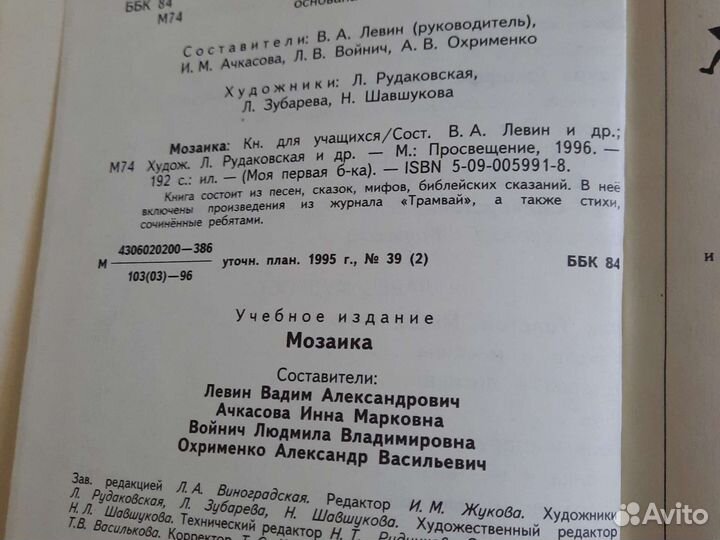 ББК 84
М74
основана
Составители: В. А. Левин (руководитель),
И. М. Ачкасова, Л. В. Войнич, А. В. Охрименко
Художники: Л. Рудаковская,
Л. Зубарева, Н. Шавшукова
Мозаика: Кн. для учащихся/Сост. В. А. Левин и др.;
М74 Худож. Л. Рудаковская и др. — М.: Просвещение, 1996. —
192 с.: ил. — (Моя первая б-ка). — ISBN 5-09-005991-8.
Книга состоит из песен, сказок, мифов, библейских сказаний. В неё
включены произведения из журнала «Трамвай», а также стихи,
сочинённые ребятами.
М 4306020200—386
103(03)—96 уточн. план. 1995 г., № 39 (2) ББК 84
и
Учебное издание
Мозаика
Составители:
Левин Вадим Александрович
Ачкасова Инна Марковна
Войнич Людмила Владимировна
Охрименко Александр Васильевич
Зав. редакцией Л. А. Виноградская. Редактор И. М. Жукова. Художники
Л. Рудаковская, Л. Зубарева, Н. Шавшукова. Художественный редактор
Н. Л. Шавшукова. Технический редактор Н. Т.
Т. В. Василькова. Корректор Т. С.
Avito